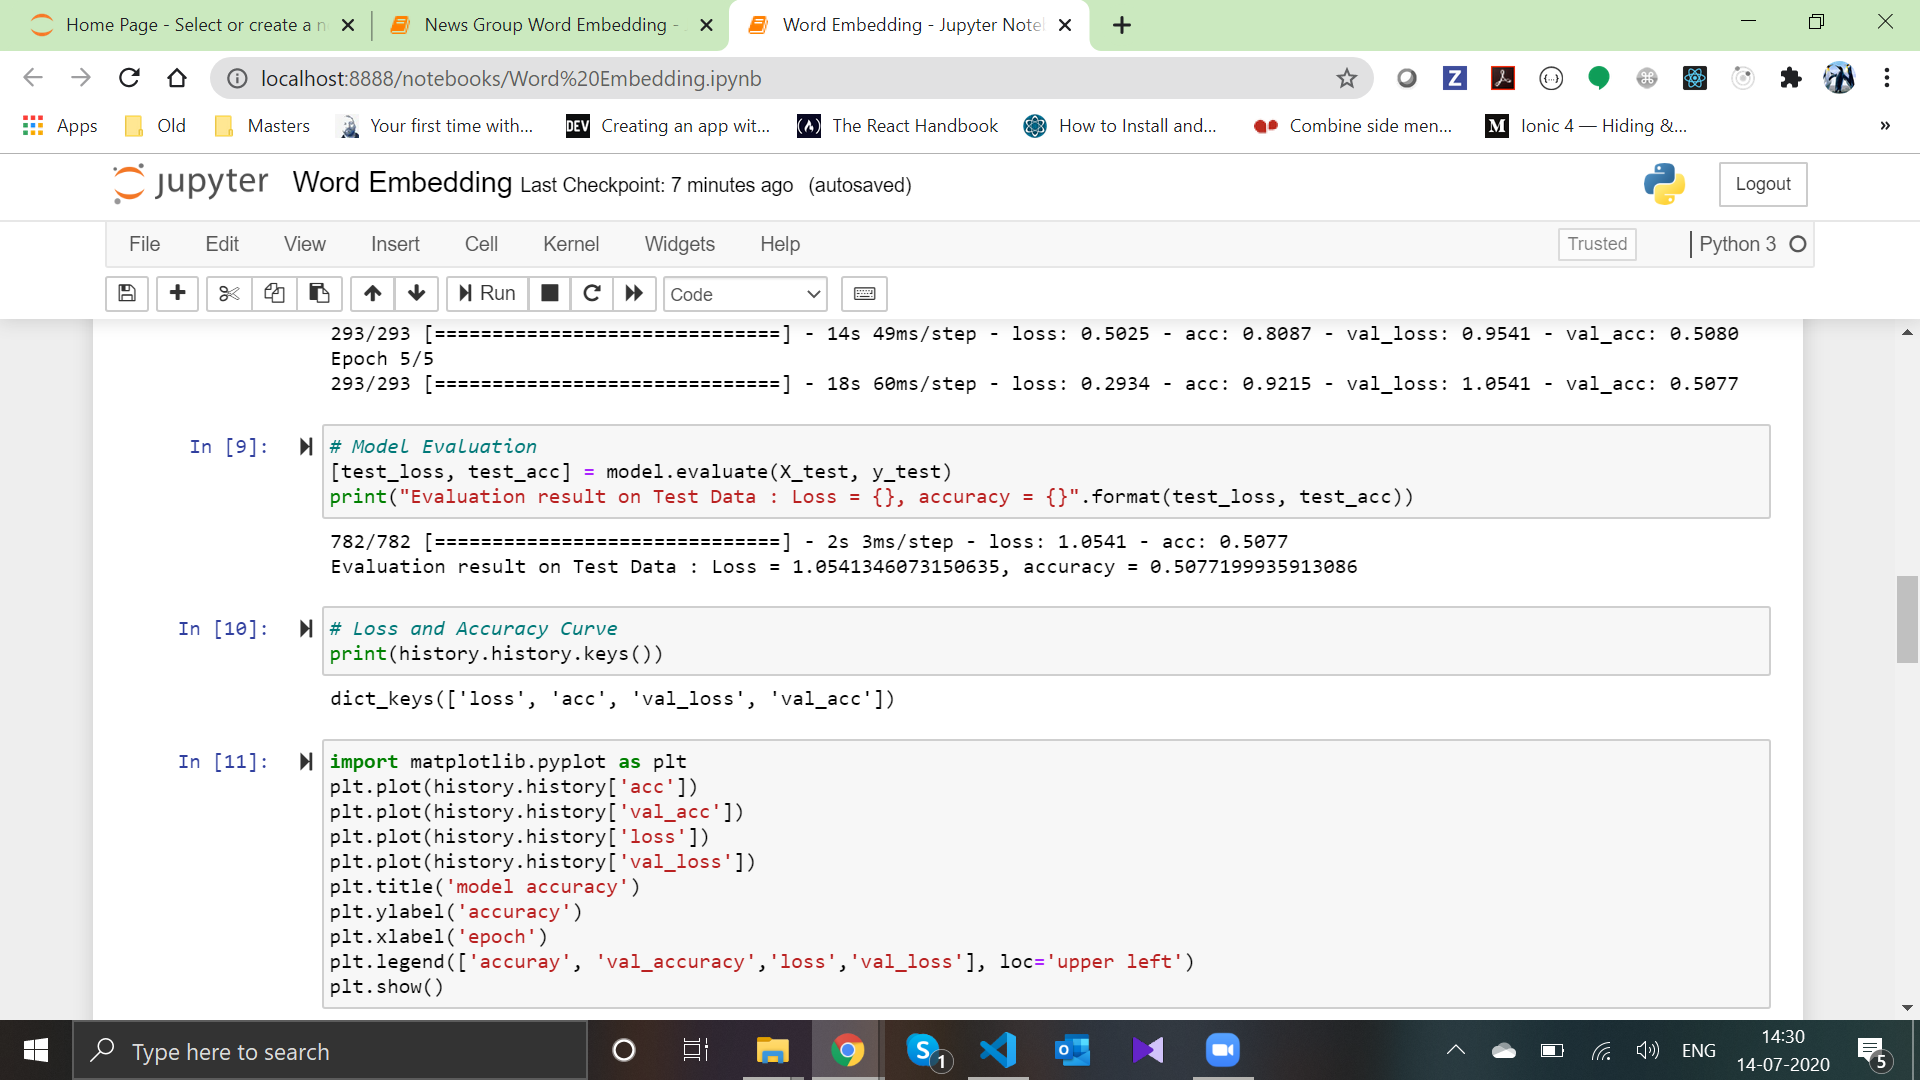 Home Page - Select or create a n
News Group Word Embedding -
Word Embedding - Jupyter Note
localhost:8888/notebooks/Word%20Embedding.ipynb
Apps
Old
Masters
Your first time with...
DEV
Creating an app wit...
The React Handbook
How to Install and...
Combine side men...
M
Ionic 4 — Hiding &...
»
jupyter
Word Embedding Last Checkpoint: 7 minutes ago (autosaved)
Logout
File
Edit
View
Insert
Cell
Kernel
Widgets
Help
Trusted
Python 3
Run
Code
293/293 [==============================] - 14s 49ms/step - loss: 0.5025 - acc: 0.8087 - val_loss: 0.9541 - val_acc: 0.5080
Epoch 5/5
293/293 [==============================] - 18s 60ms/step - loss: 0.2934 - acc: 0.9215 - val_loss: 1.0541 - val_acc: 0.5077
In [9]:
# Model Evaluation
[test_loss, test_acc] = model.evaluate(X_test, y_test)
print("Evaluation result on Test Data : Loss = {}, accuracy = {}".format(test_loss, test_acc))
782/782 [==============================] - 2s 3ms/step - loss: 1.0541 - acc: 0.5077
Evaluation result on Test Data : Loss = 1.0541346073150635, accuracy = 0.5077199935913086
In [10]:
# Loss and Accuracy Curve
print(history.history.keys())
dict_keys(['loss', 'acc', 'val_loss', 'val_acc'])
In [11]:
import matplotlib.pyplot as plt
plt.plot(history.history['acc'])
plt.plot(history.history['val_acc'])
plt.plot(history.history['loss'])
plt.plot(history.history['val_loss'])
plt.title('model accuracy')
plt.ylabel('accuracy')
plt.xlabel('epoch')
plt.legend(['accuray', 'val_accuracy','loss','val_loss'], loc='upper left')
plt.show()
Type here to search
1
ENG
14:30
14-07-2020
5